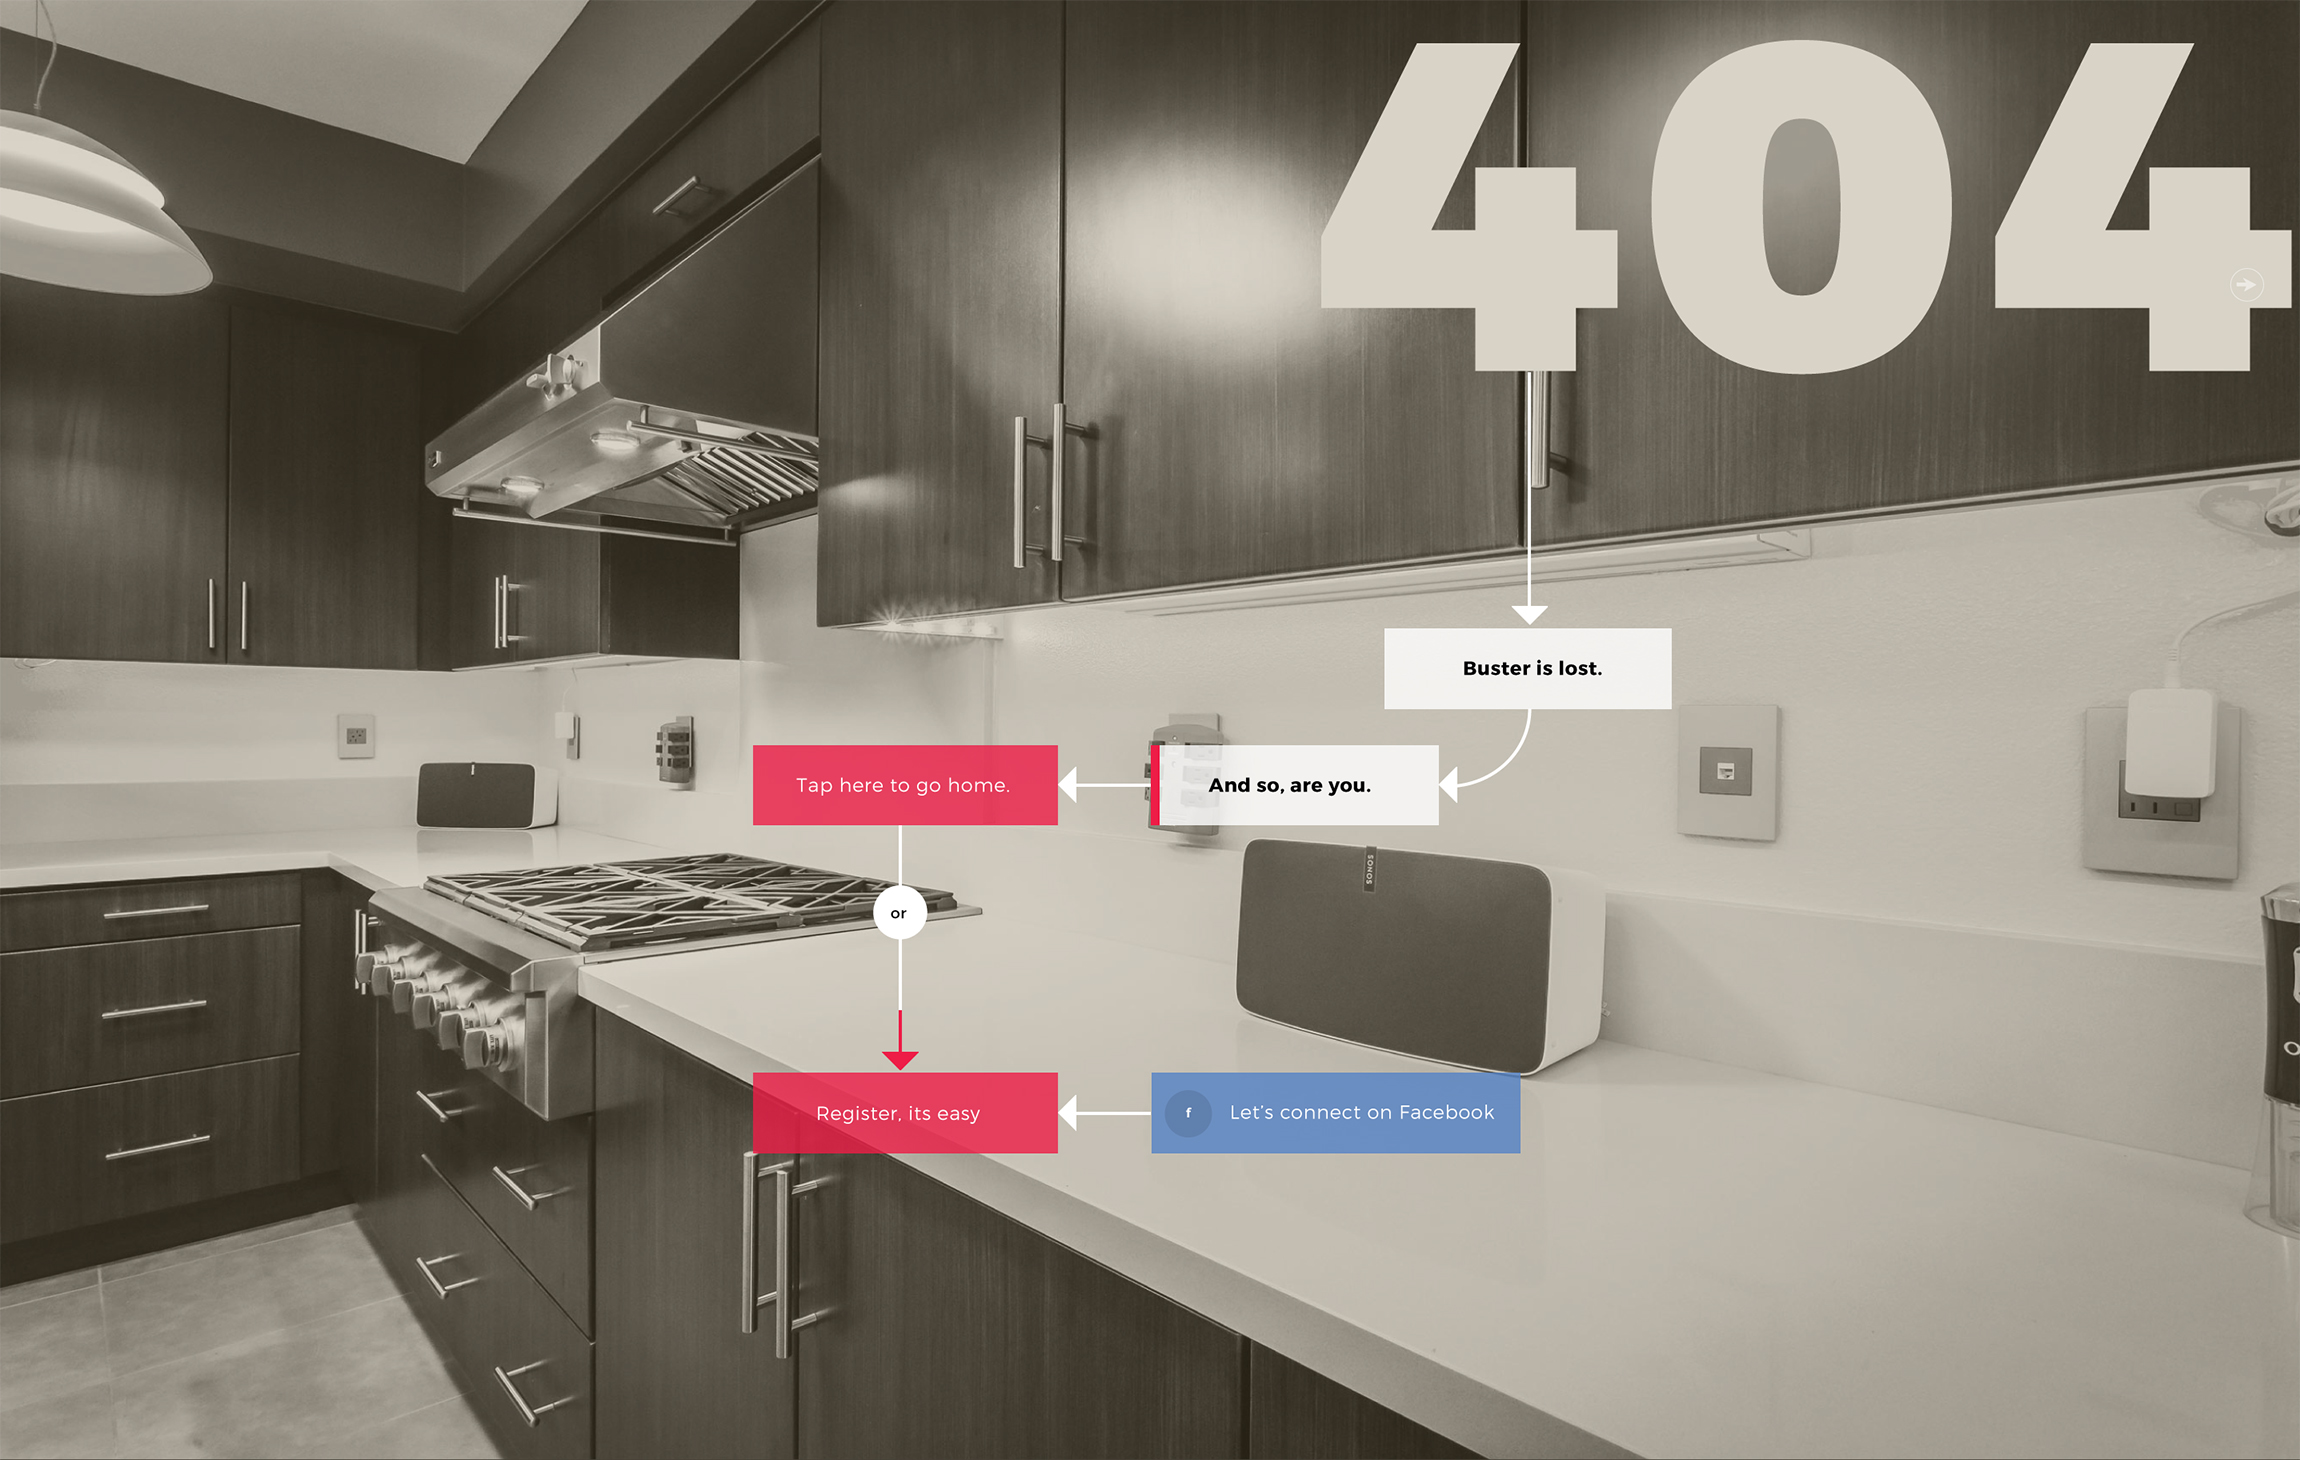 404
Buster is lost.
And so, are you.
Tap here to go home.
or
Register, its easy
f
Let's connect on Facebook
SONOS